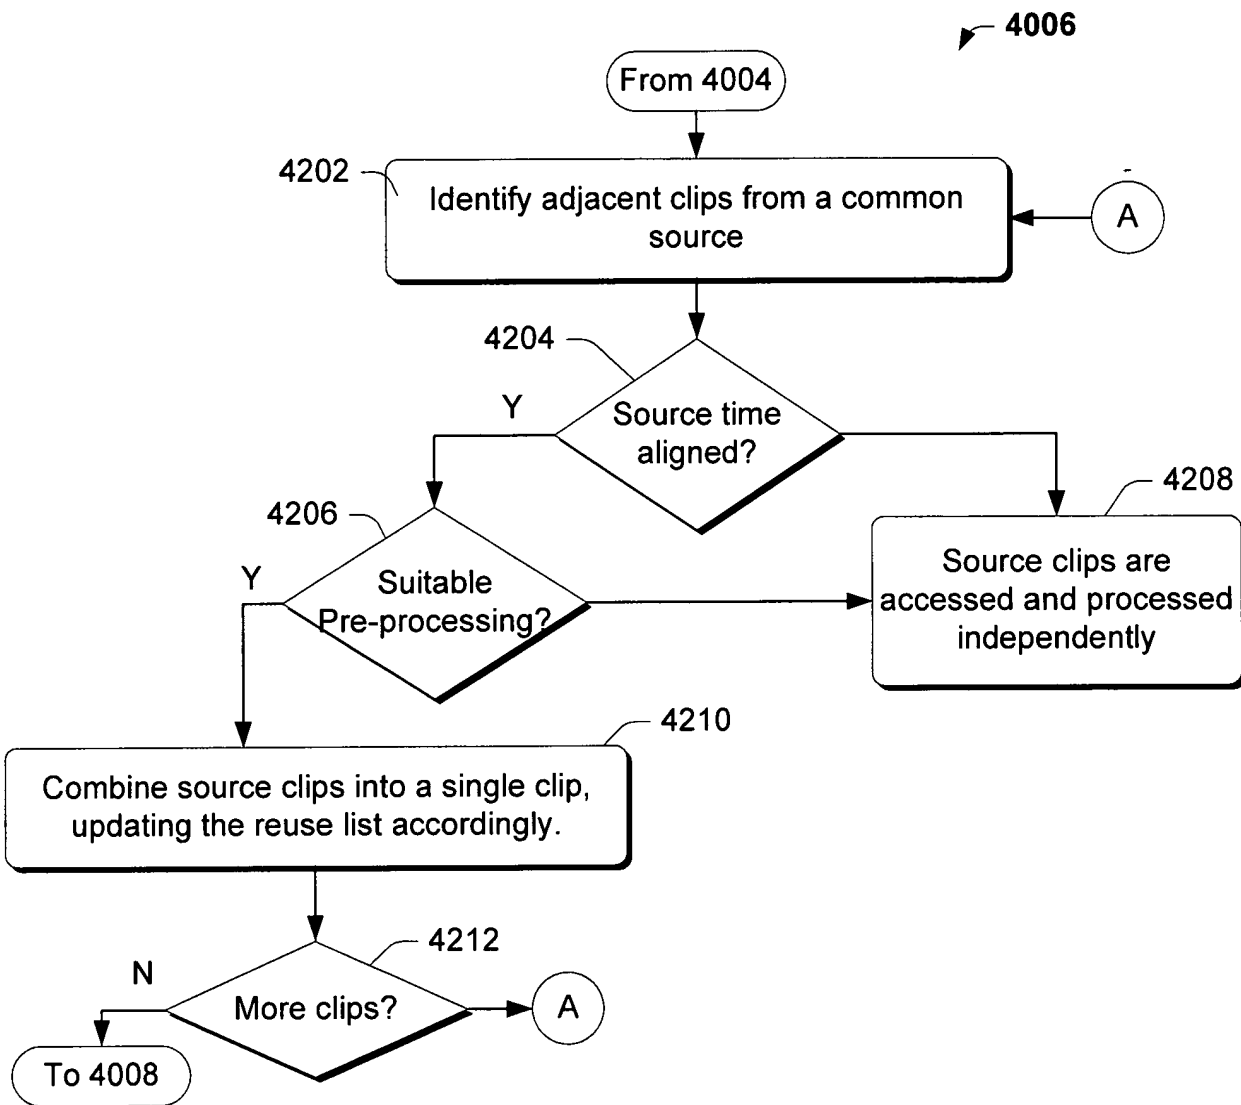 4006
From 4004
4202
Identify adjacent clips from a common
source
A
4204
Y
Source time
aligned?
4206
4208
Y
Suitable
Pre-processing?
Source clips are
accessed and processed
independently
4210
Combine source clips into a single clip,
updating the reuse list accordingly.
4212
N
More clips?
A
To 4008